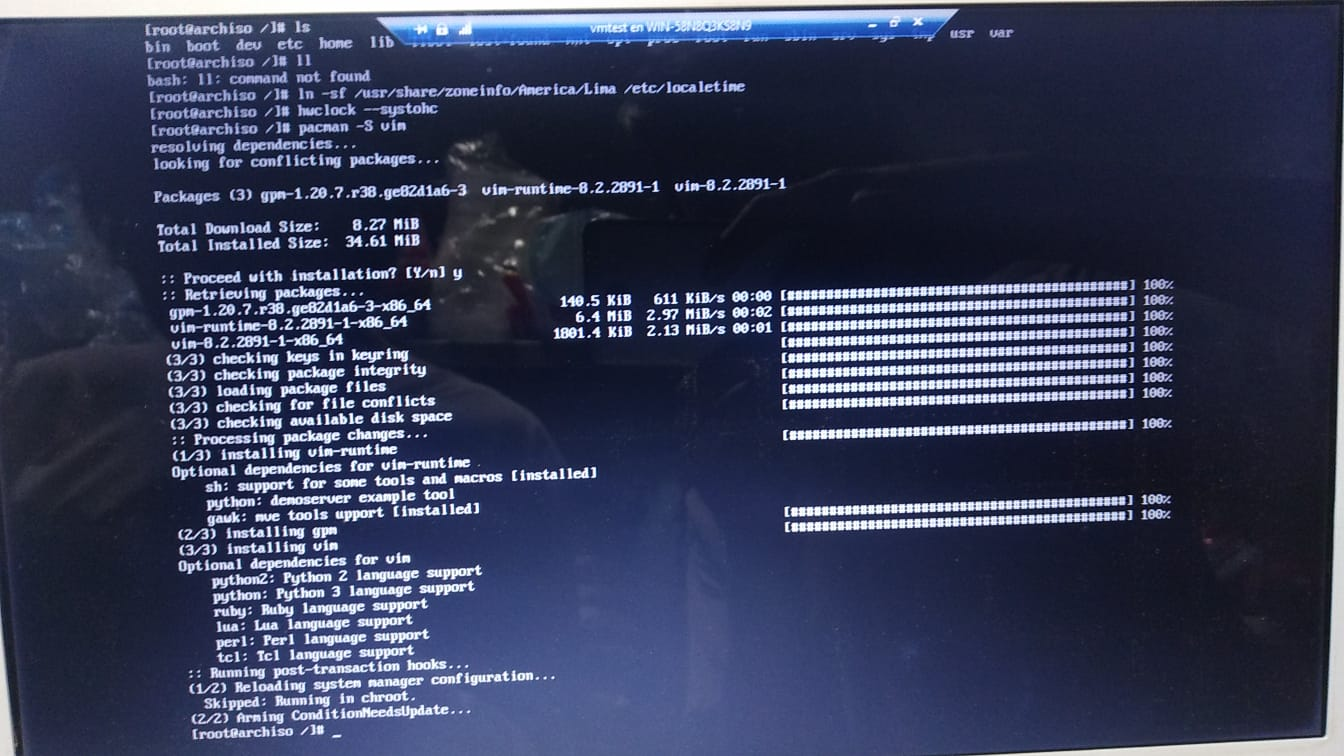 [root@archiso /]# ls
vmtest en WIN-58N8Q3KS8N9
bin boot dev etc home lib usr var
[root@archiso /]# ll
bash: ll: command not found
[root@archiso /]# ln -sf /usr/share/zoneinfo/America/Lima /etc/localetime
[root@archiso /]# hwclock --systohc
[root@archiso /]# pacman -S vim
resolving dependencies...
looking for conflicting packages...
Packages (3) gpm-1.20.7.r38.ge82d1a6-3 vim-runtime-8.2.2891-1 vim-8.2.2891-1
Total Download Size: 8.27 MiB
Total Installed Size: 34.61 MiB
:: Proceed with installation? [Y/n] y
:: Retrieving packages...
gpm-1.20.7.r38.ge82d1a6-3-x86_64 140.5 KiB 611 KiB/s 00:00 [######################################] 100%
vim-runtime-8.2.2891-1-x86_64 6.4 MiB 2.97 MiB/s 00:02 [######################################] 100%
vim-8.2.2891-1-x86_64 1801.4 KiB 2.13 MiB/s 00:01 [######################################] 100%
(3/3) checking keys in keyring [######################################] 100%
(3/3) checking package integrity [######################################] 100%
(3/3) loading package files [######################################] 100%
(3/3) checking for file conflicts [######################################] 100%
(3/3) checking available disk space [######################################] 100%
:: Processing package changes...
(1/3) installing vim-runtime [######################################] 100%
Optional dependencies for vim-runtime
sh: support for some tools and macros [installed]
python: demoserver example tool
gawk: mve tools upport [installed]
(2/3) installing gpm [######################################] 100%
(3/3) installing vim [######################################] 100%
Optional dependencies for vim
python2: Python 2 language support
python: Python 3 language support
ruby: Ruby language support
lua: Lua language support
perl: Perl language support
tcl: Tcl language support
:: Running post-transaction hooks...
(1/2) Reloading system manager configuration...
Skipped: Running in chroot.
(2/2) Arming ConditionNeedsUpdate...
[root@archiso /]# _